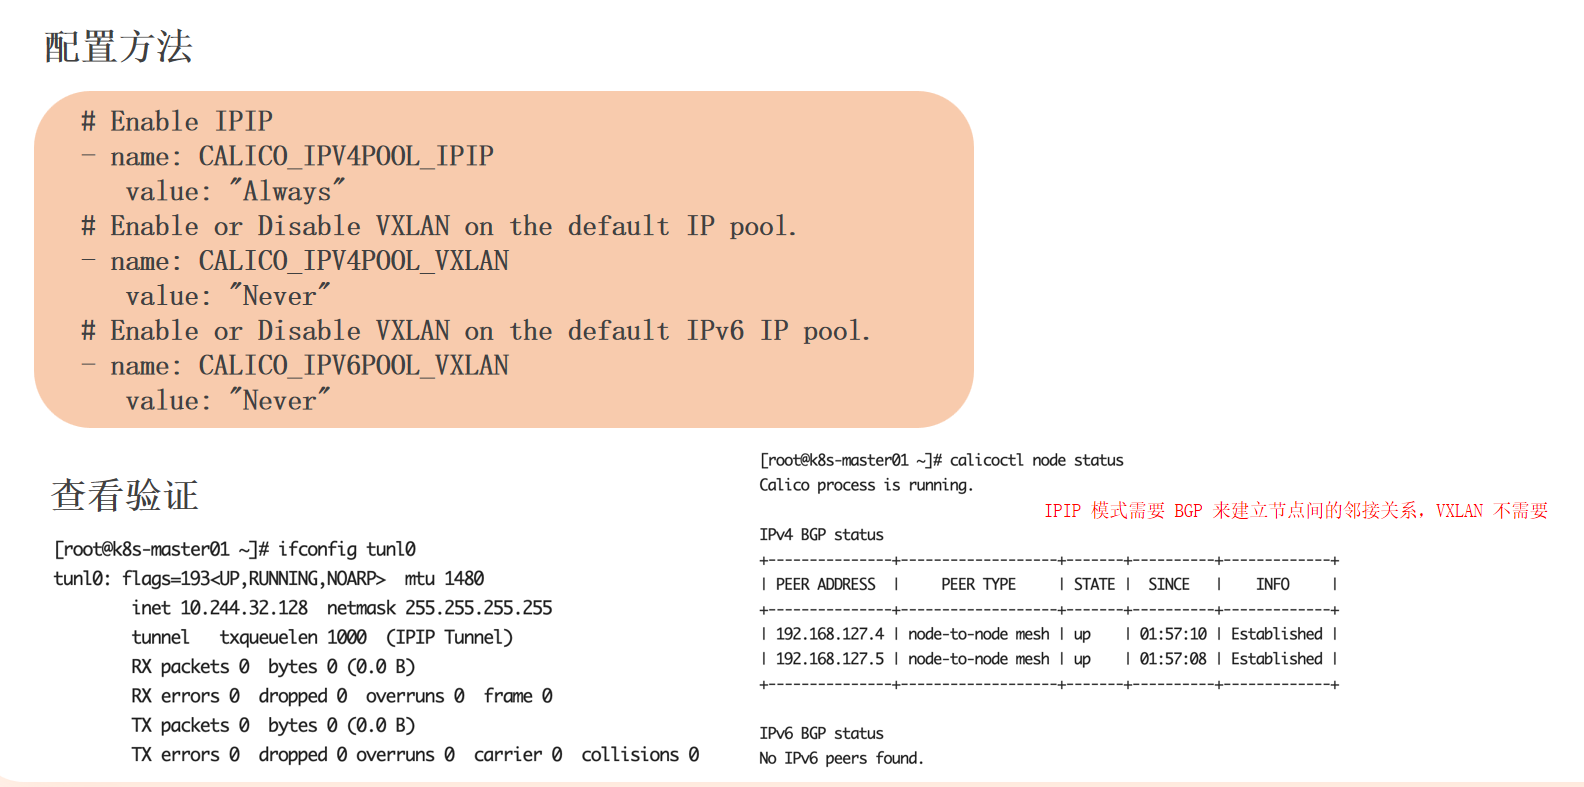 配置方法
# Enable IPIP
- name: CALICO_IPV4POOL_IPIP
value: "Always"
# Enable or Disable VXLAN on the default IP pool.
- name: CALICO_IPV4POOL_VXLAN
value: "Never"
# Enable or Disable VXLAN on the default IPv6 IP pool.
- name: CALICO_IPV6POOL_VXLAN
value: "Never"
查看验证
[root@k8s-master01 ~]# ifconfig tunl0
tunl0: flags=193<UP,RUNNING,NOARP>  mtu 1480
inet 10.244.32.128  netmask 255.255.255.255
tunnel   txqueuelen 1000  (IPIP Tunnel)
RX packets 0  bytes 0 (0.0 B)
RX errors 0  dropped 0  overruns 0  frame 0
TX packets 0  bytes 0 (0.0 B)
TX errors 0  dropped 0 overruns 0  carrier 0  collisions 0
[root@k8s-master01 ~]# calicoctl node status
Calico process is running.
IPIP 模式需要 BGP 来建立节点间的邻接关系，VXLAN 不需要
IPv4 BGP status
+---------------+-------------------+-------+----------+-------------+
| PEER ADDRESS  |     PEER TYPE     | STATE |  SINCE   |    INFO     |
+---------------+-------------------+-------+----------+-------------+
| 192.168.127.4 | node-to-node mesh | up    | 01:57:10 | Established |
| 192.168.127.5 | node-to-node mesh | up    | 01:57:08 | Established |
+---------------+-------------------+-------+----------+-------------+
IPv6 BGP status
No IPv6 peers found.